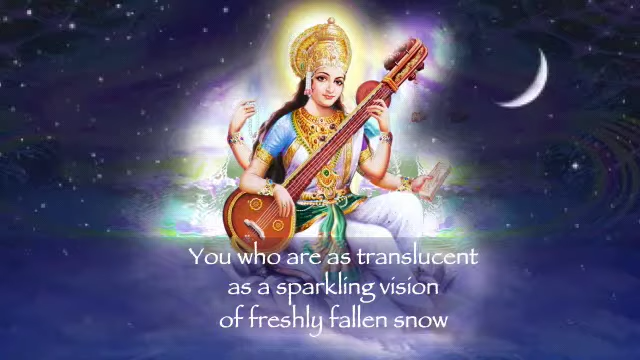 You who are as translucent
as a sparkling vision
of freshly fallen snow